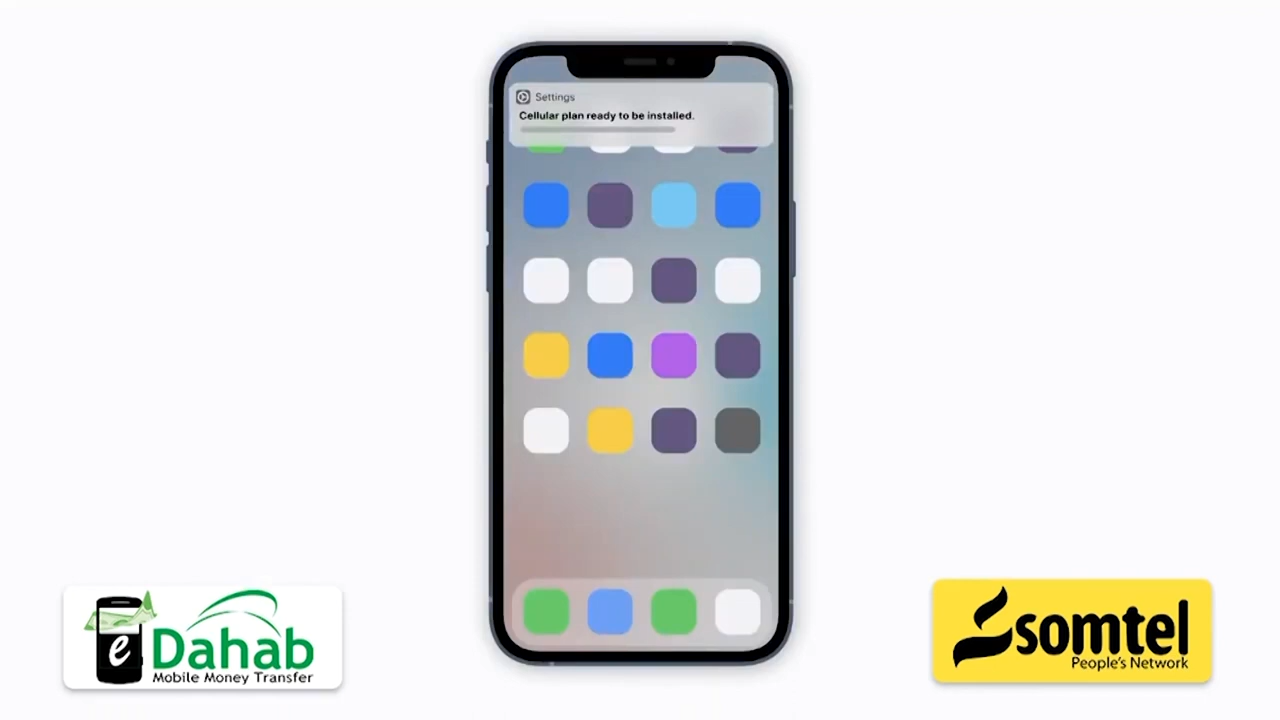 Settings
Cellular plan ready to be installed.
e Dahab
Mobile Money Transfer
somtel
People's Network